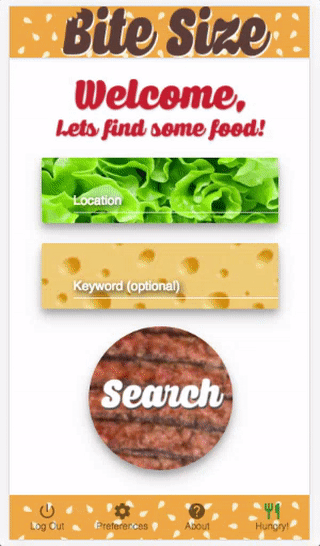 Bite Size
Welcome,
Lets find some food!
Location
Keyword (optional)
Search
Log Out Preferences About Hungry!